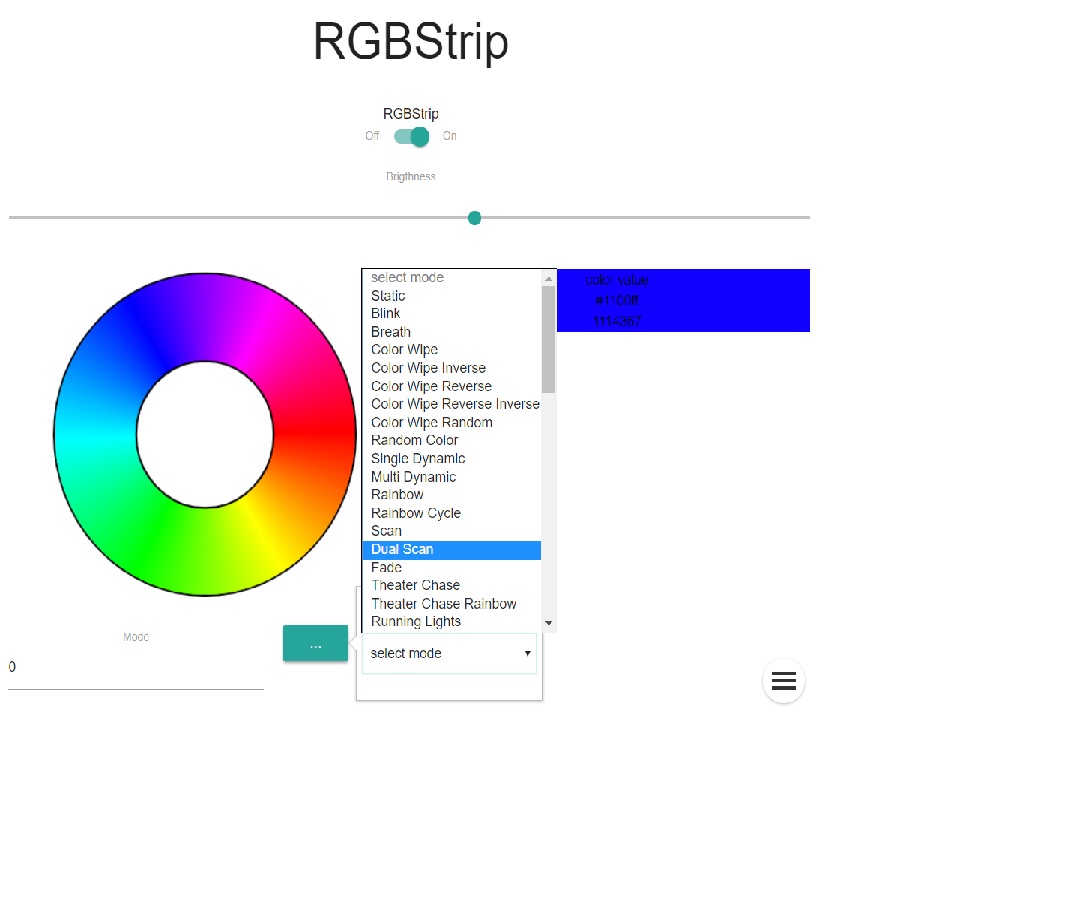 RGBStrip
RGBStrip
Off On
Brigthness
select mode
Static
Blink
Breath
Color Wipe
Color Wipe Inverse
Color Wipe Reverse
Color Wipe Reverse Inverse
Color Wipe Random
Random Color
Single Dynamic
Multi Dynamic
Rainbow
Rainbow Cycle
Scan
Dual Scan
Fade
Theater Chase
Theater Chase Rainbow
Running Lights
color value
#1100ff
1114367
Mode
0
...
select mode